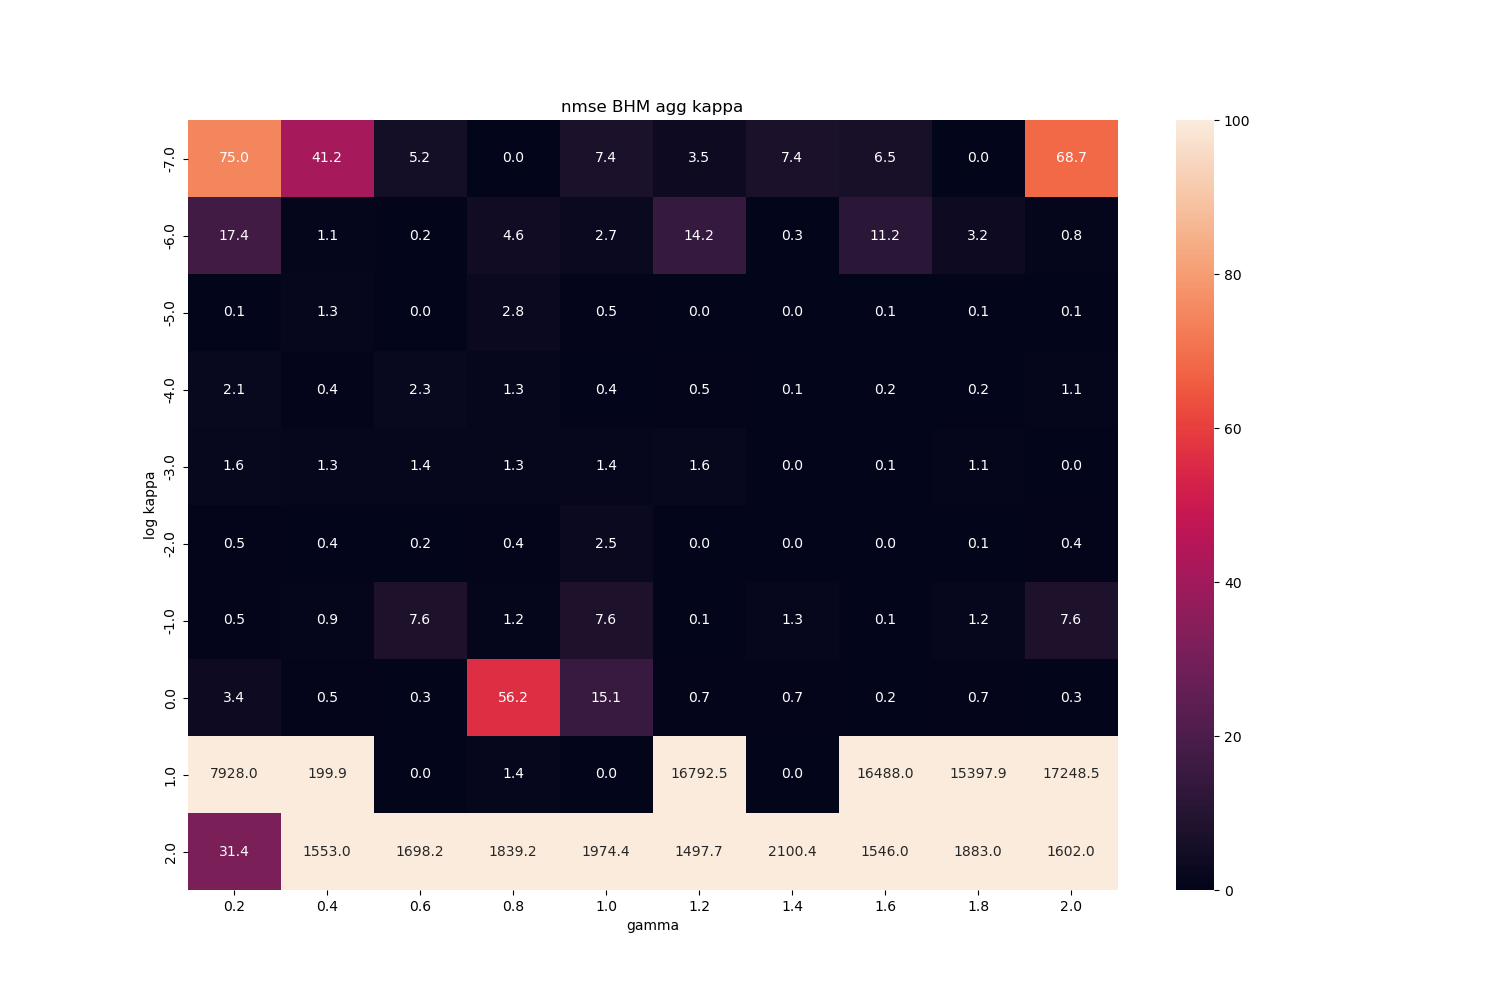 nmse BHM agg kappa
-7.0 75.0 41.2 5.2 0.0 7.4 3.5 7.4 6.5 0.0 68.7
-6.0 17.4 1.1 0.2 4.6 2.7 14.2 0.3 11.2 3.2 0.8
-5.0 0.1 1.3 0.0 2.8 0.5 0.0 0.0 0.1 0.1 0.1
-4.0 2.1 0.4 2.3 1.3 0.4 0.5 0.1 0.2 0.2 1.1
-3.0 1.6 1.3 1.4 1.3 1.4 1.6 0.0 0.1 1.1 0.0
-2.0 0.5 0.4 0.2 0.4 2.5 0.0 0.0 0.0 0.1 0.4
-1.0 0.5 0.9 7.6 1.2 7.6 0.1 1.3 0.1 1.2 7.6
0.0 3.4 0.5 0.3 56.2 15.1 0.7 0.7 0.2 0.7 0.3
1.0 7928.0 199.9 0.0 1.4 0.0 16792.5 0.0 16488.0 15397.9 17248.5
2.0 31.4 1553.0 1698.2 1839.2 1974.4 1497.7 2100.4 1546.0 1883.0 1602.0
0.2 0.4 0.6 0.8 1.0 1.2 1.4 1.6 1.8 2.0
gamma
log kappa
100
80
60
40
20
0